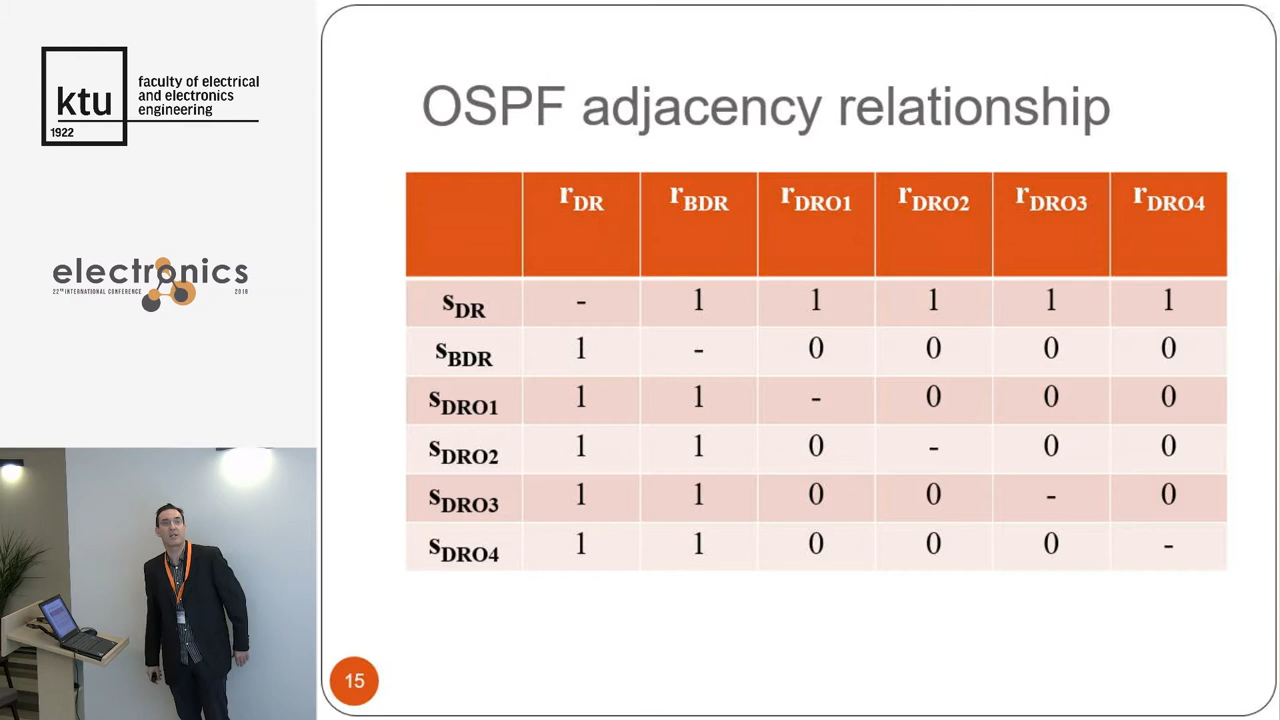 ktu
1922
faculty of electrical
and electronics
engineering
electronics
22TH INTERNATIONAL CONFERENCE 2018
OSPF adjacency relationship
rDR rBDR rDRO1 rDRO2 rDRO3 rDRO4
sDR - 1 1 1 1 1
sBDR 1 - 0 0 0 0
sDRO1 1 1 - 0 0 0
sDRO2 1 1 0 - 0 0
sDRO3 1 1 0 0 - 0
sDRO4 1 1 0 0 0 -
15